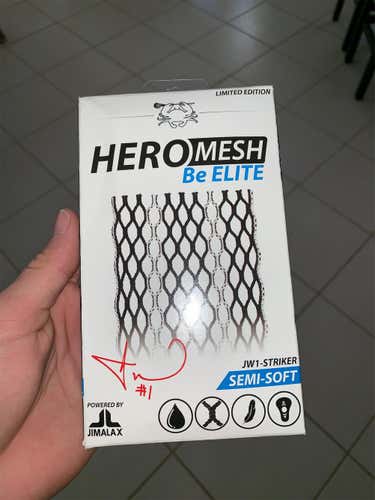 LIMITED EDITION
HEROMESH
Be ELITE
#1
JW1-STRIKER
SEMI-SOFT
POWERED BY
JIMALAX